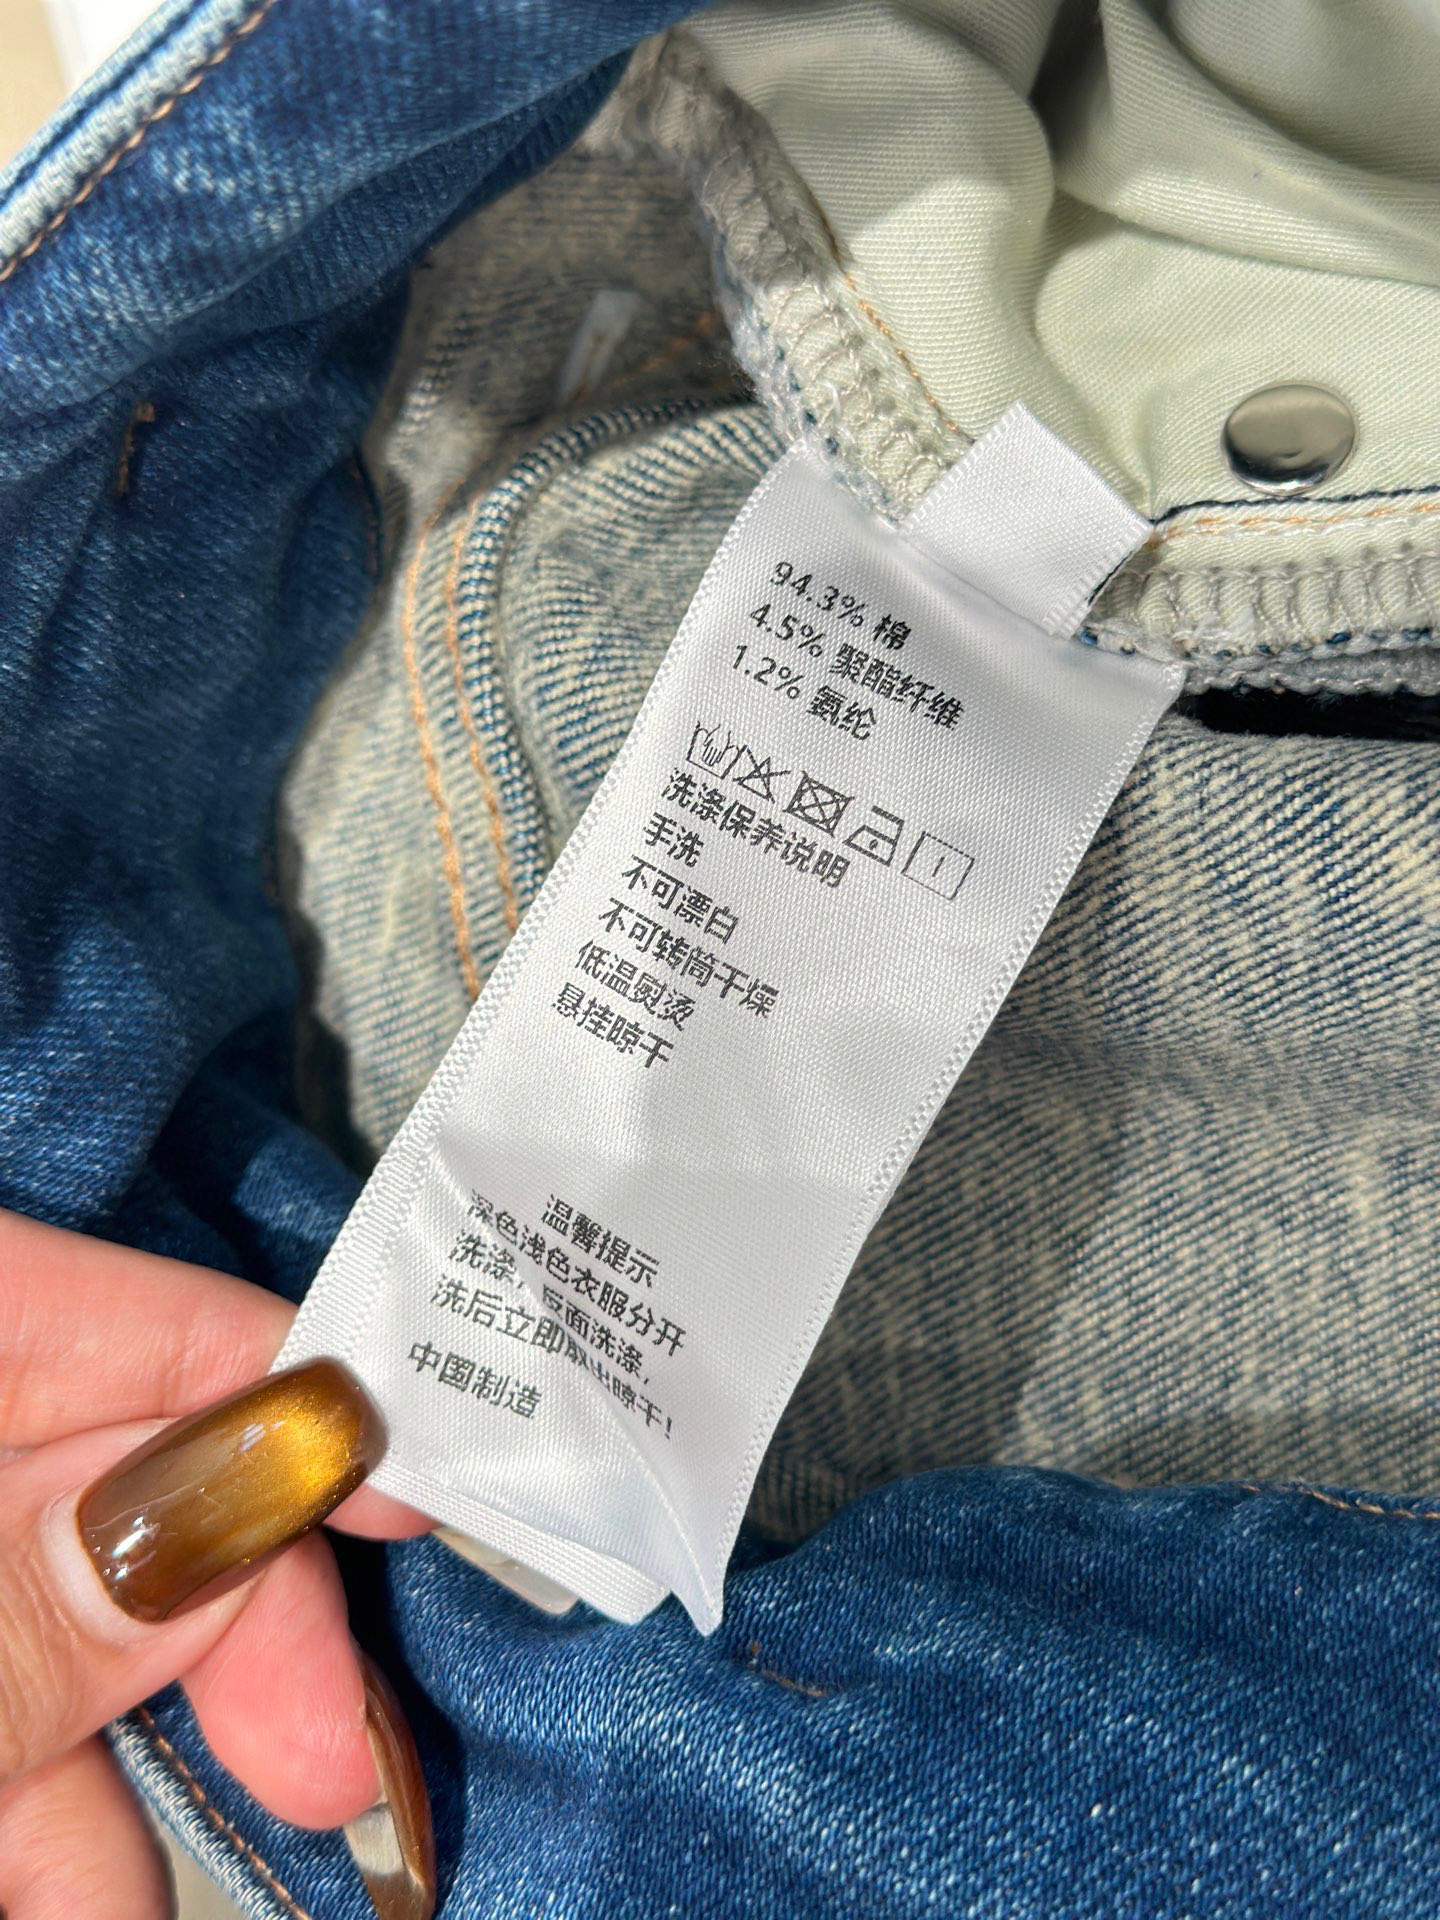 94.3% 棉
4.5% 聚酯纤维
1.2% 氨纶
洗涤保养说明
手洗
不可漂白
不可转筒干燥
低温熨烫
悬挂晾干
温馨提示
深色浅色衣服分开
洗涤，反面洗涤，
洗后立即取出晾干！
中国制造